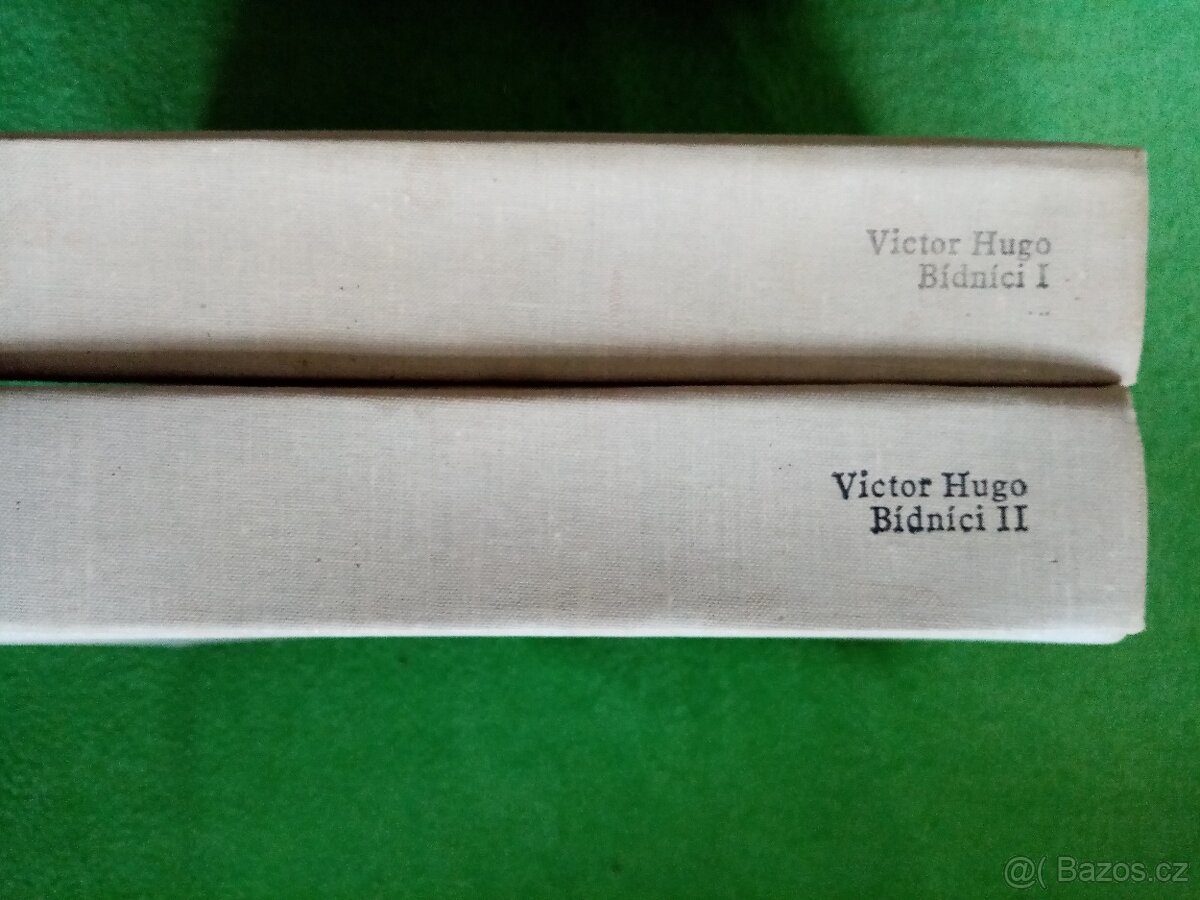 Victor Hugo
Bídníci I
Victor Hugo
Bídníci II
@( Bazos.cz